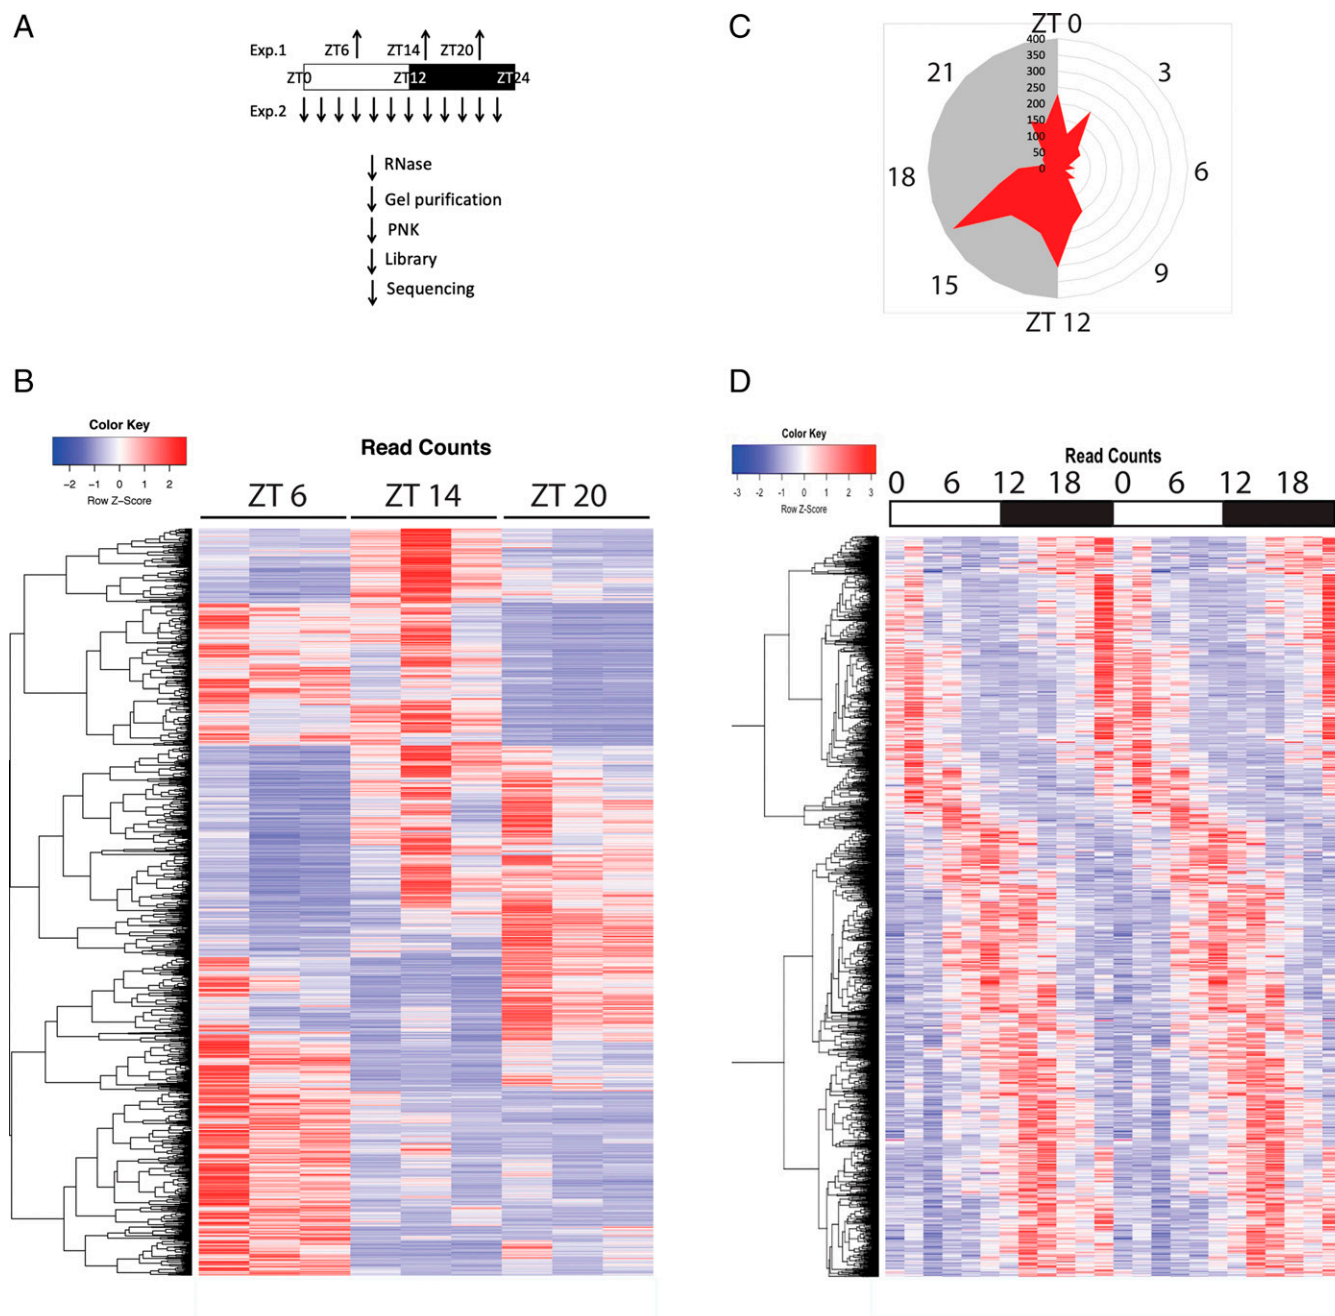 A
Exp.1
ZT6
ZT14
ZT20
ZT0
ZT12
ZT24
Exp.2
RNase
Gel purification
PNK
Library
Sequencing
C
ZT 0
400
350
300
250
200
150
100
50
0
3
6
9
ZT 12
15
18
21
B
Color Key
−2 −1 0 1 2
Row Z−Score
Read Counts
ZT 6 ZT 14 ZT 20
D
Color Key
-3 -2 -1 0 1 2 3
Row Z-Score
Read Counts
0 6 12 18 0 6 12 18